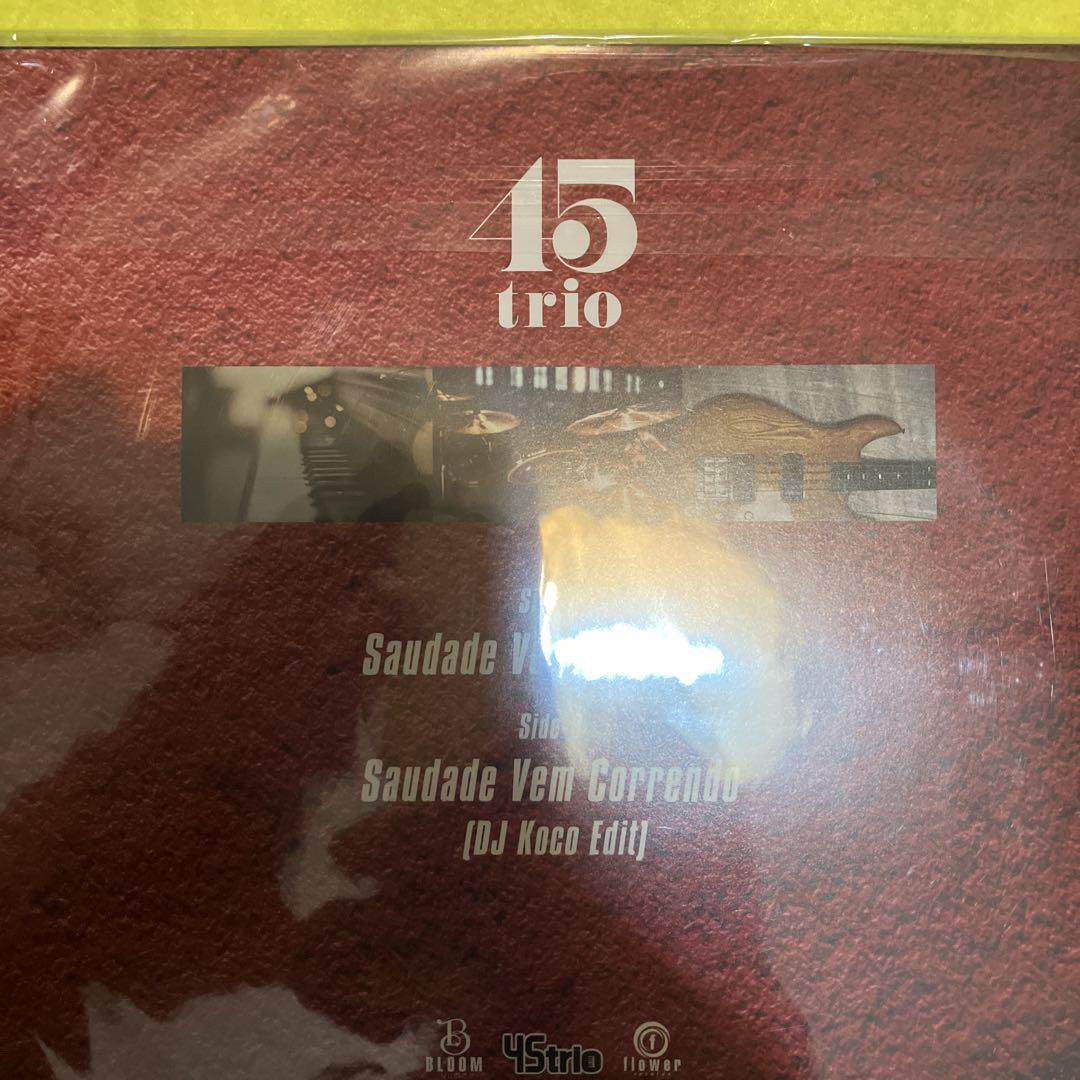 45
trio
Saudade
Side
Saudade Vem Correndo
(DJ Koco Edit)
B
BLOOM 45trio f flower